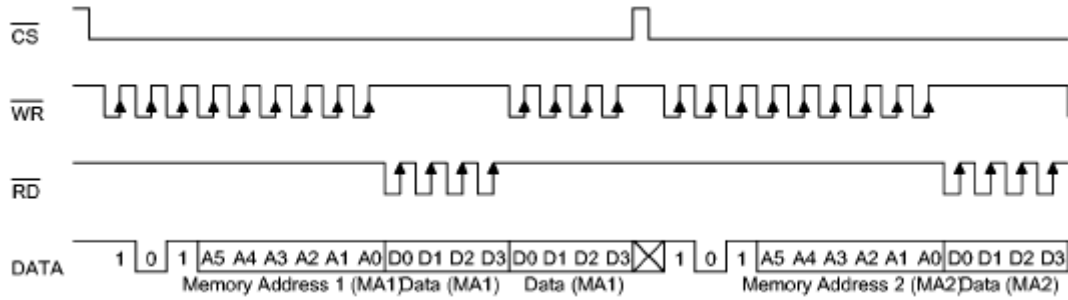 CS
WR
RD
DATA 1 0 1 A5 A4 A3 A2 A1 A0 D0 D1 D2 D3 D0 D1 D2 D3 1 0 1 A5 A4 A3 A2 A1 A0 D0 D1 D2 D3
Memory Address 1 (MA1) Data (MA1) Data (MA1) Memory Address 2 (MA2) Data (MA2)